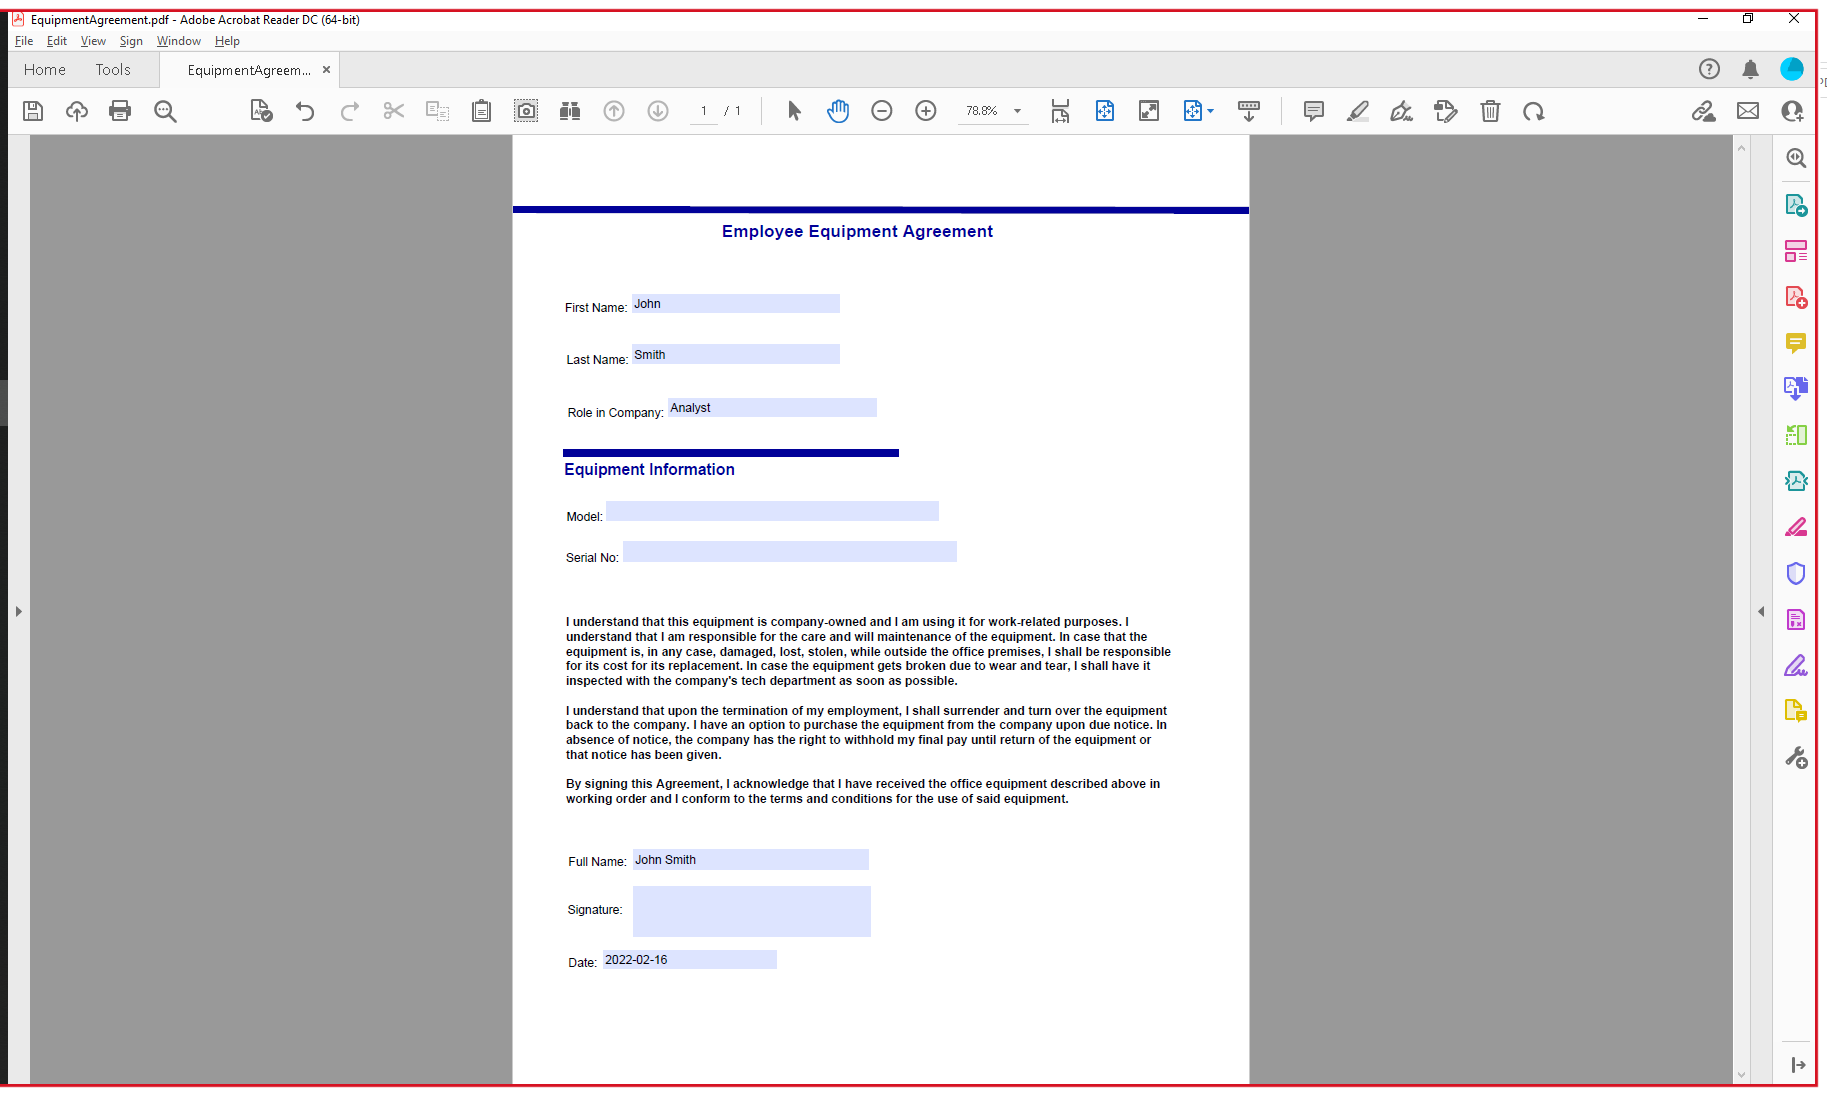 EquipmentAgreement.pdf - Adobe Acrobat Reader DC (64-bit)
File Edit View Sign Window Help
Home Tools EquipmentAgreem... ×
1 / 1 78.8%
Employee Equipment Agreement
First Name: John
Last Name: Smith
Role in Company: Analyst
Equipment Information
Model:
Serial No:
I understand that this equipment is company-owned and I am using it for work-related purposes. I
understand that I am responsible for the care and will maintenance of the equipment. In case that the
equipment is, in any case, damaged, lost, stolen, while outside the office premises, I shall be responsible
for its cost for its replacement. In case the equipment gets broken due to wear and tear, I shall have it
inspected with the company's tech department as soon as possible.
I understand that upon the termination of my employment, I shall surrender and turn over the equipment
back to the company. I have an option to purchase the equipment from the company upon due notice. In
absence of notice, the company has the right to withhold my final pay until return of the equipment or
that notice has been given.
By signing this Agreement, I acknowledge that I have received the office equipment described above in
working order and I conform to the terms and conditions for the use of said equipment.
Full Name: John Smith
Signature:
Date: 2022-02-16